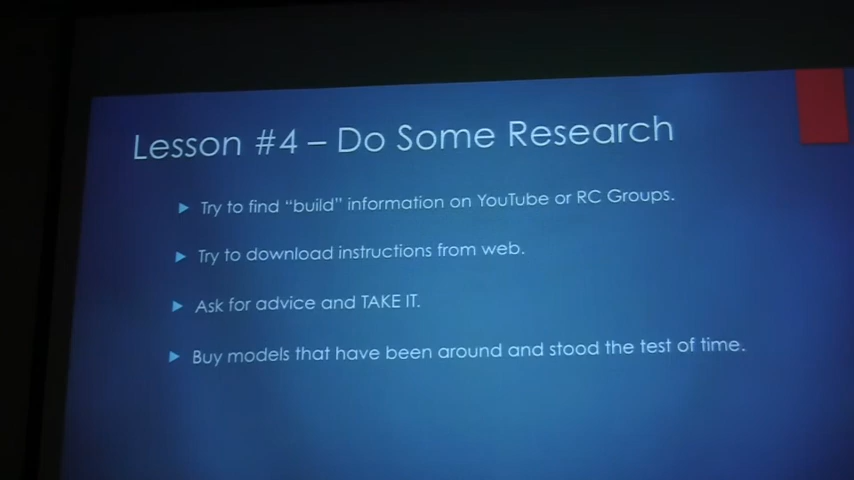 Lesson #4 – Do Some Research
Try to find “build” information on YouTube or RC Groups.
Try to download instructions from web.
Ask for advice and TAKE IT.
Buy models that have been around and stood the test of time.